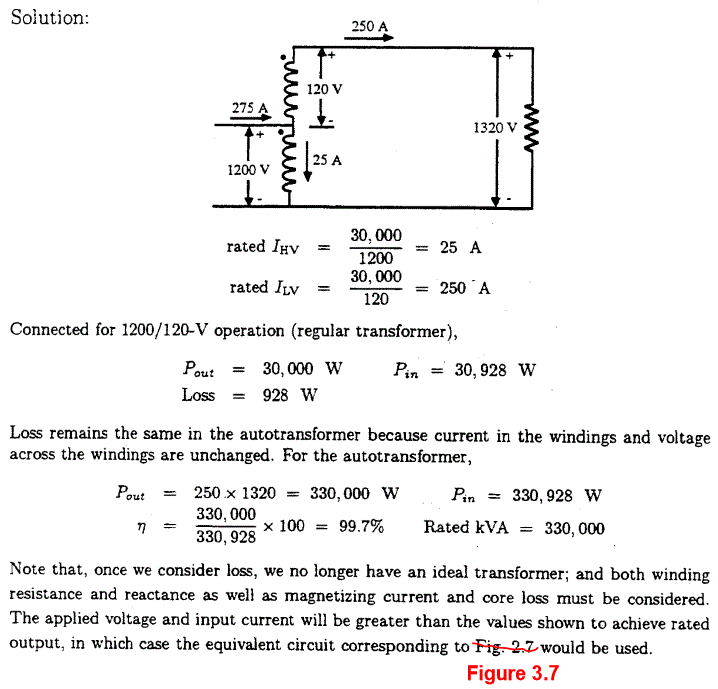 Solution:
250 A
+
120 V
-
275 A
+
1200 V
-
25 A
+
1320 V
-
rated I_HV = 30,000 / 1200 = 25 A
rated I_LV = 30,000 / 120 = 250 A
Connected for 1200/120-V operation (regular transformer),
P_out = 30,000 W P_in = 30,928 W
Loss = 928 W
Loss remains the same in the autotransformer because current in the windings and voltage
across the windings are unchanged. For the autotransformer,
P_out = 250 × 1320 = 330,000 W P_in = 330,928 W
η = 330,000 / 330,928 × 100 = 99.7% Rated kVA = 330,000
Note that, once we consider loss, we no longer have an ideal transformer; and both winding
resistance and reactance as well as magnetizing current and core loss must be considered.
The applied voltage and input current will be greater than the values shown to achieve rated
output, in which case the equivalent circuit corresponding to Fig. 2.7 would be used.
Figure 3.7